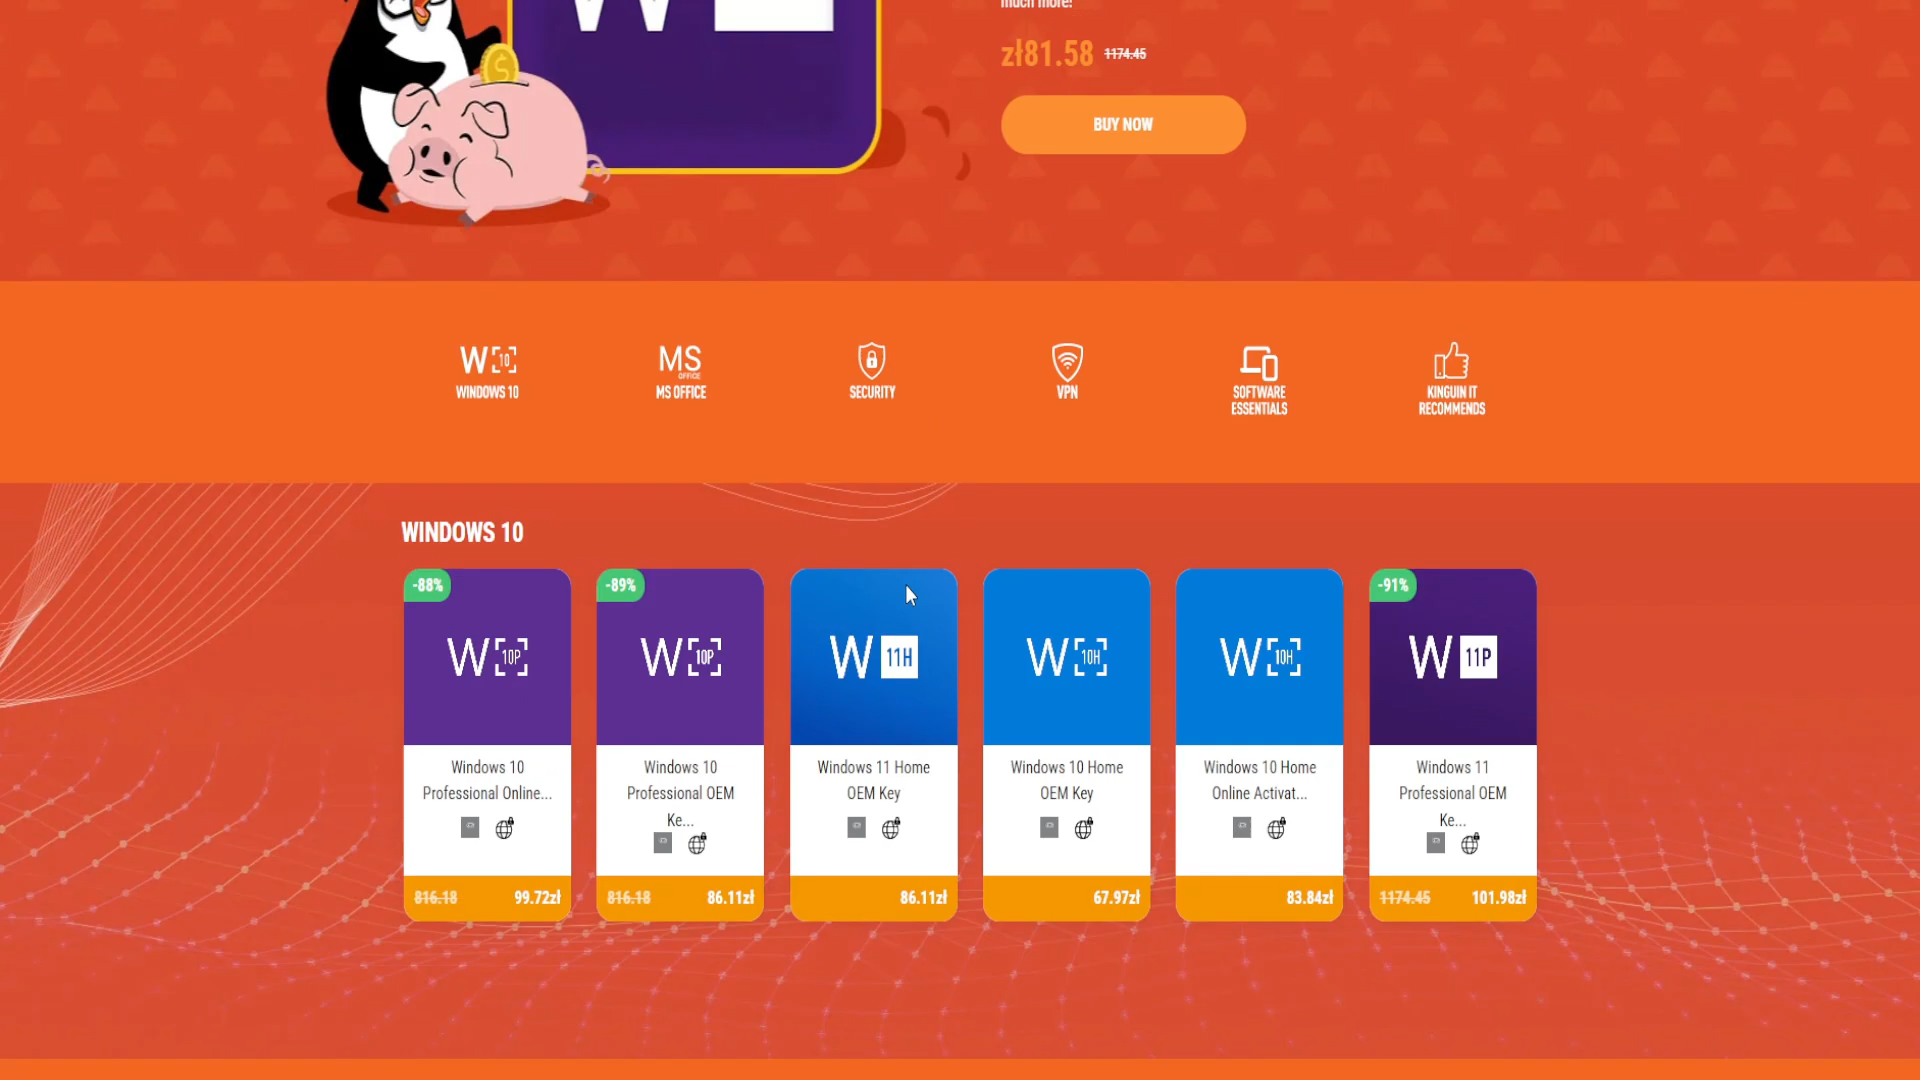 much more!
zł81.58 1174.45
BUY NOW
W 10
WINDOWS 10
MS
OFFICE
MS OFFICE
SECURITY
VPN
SOFTWARE
ESSENTIALS
KINGUIN IT
RECOMMENDS
WINDOWS 10
-88%
W 10P
Windows 10
Professional Online...
816.18 99.72zł
-89%
W 10P
Windows 10
Professional OEM
Ke...
816.18 86.11zł
W 11H
Windows 11 Home
OEM Key
86.11zł
W 10H
Windows 10 Home
OEM Key
67.97zł
W 10H
Windows 10 Home
Online Activat...
83.84zł
-91%
W 11P
Windows 11
Professional OEM
Ke...
1174.45 101.98zł